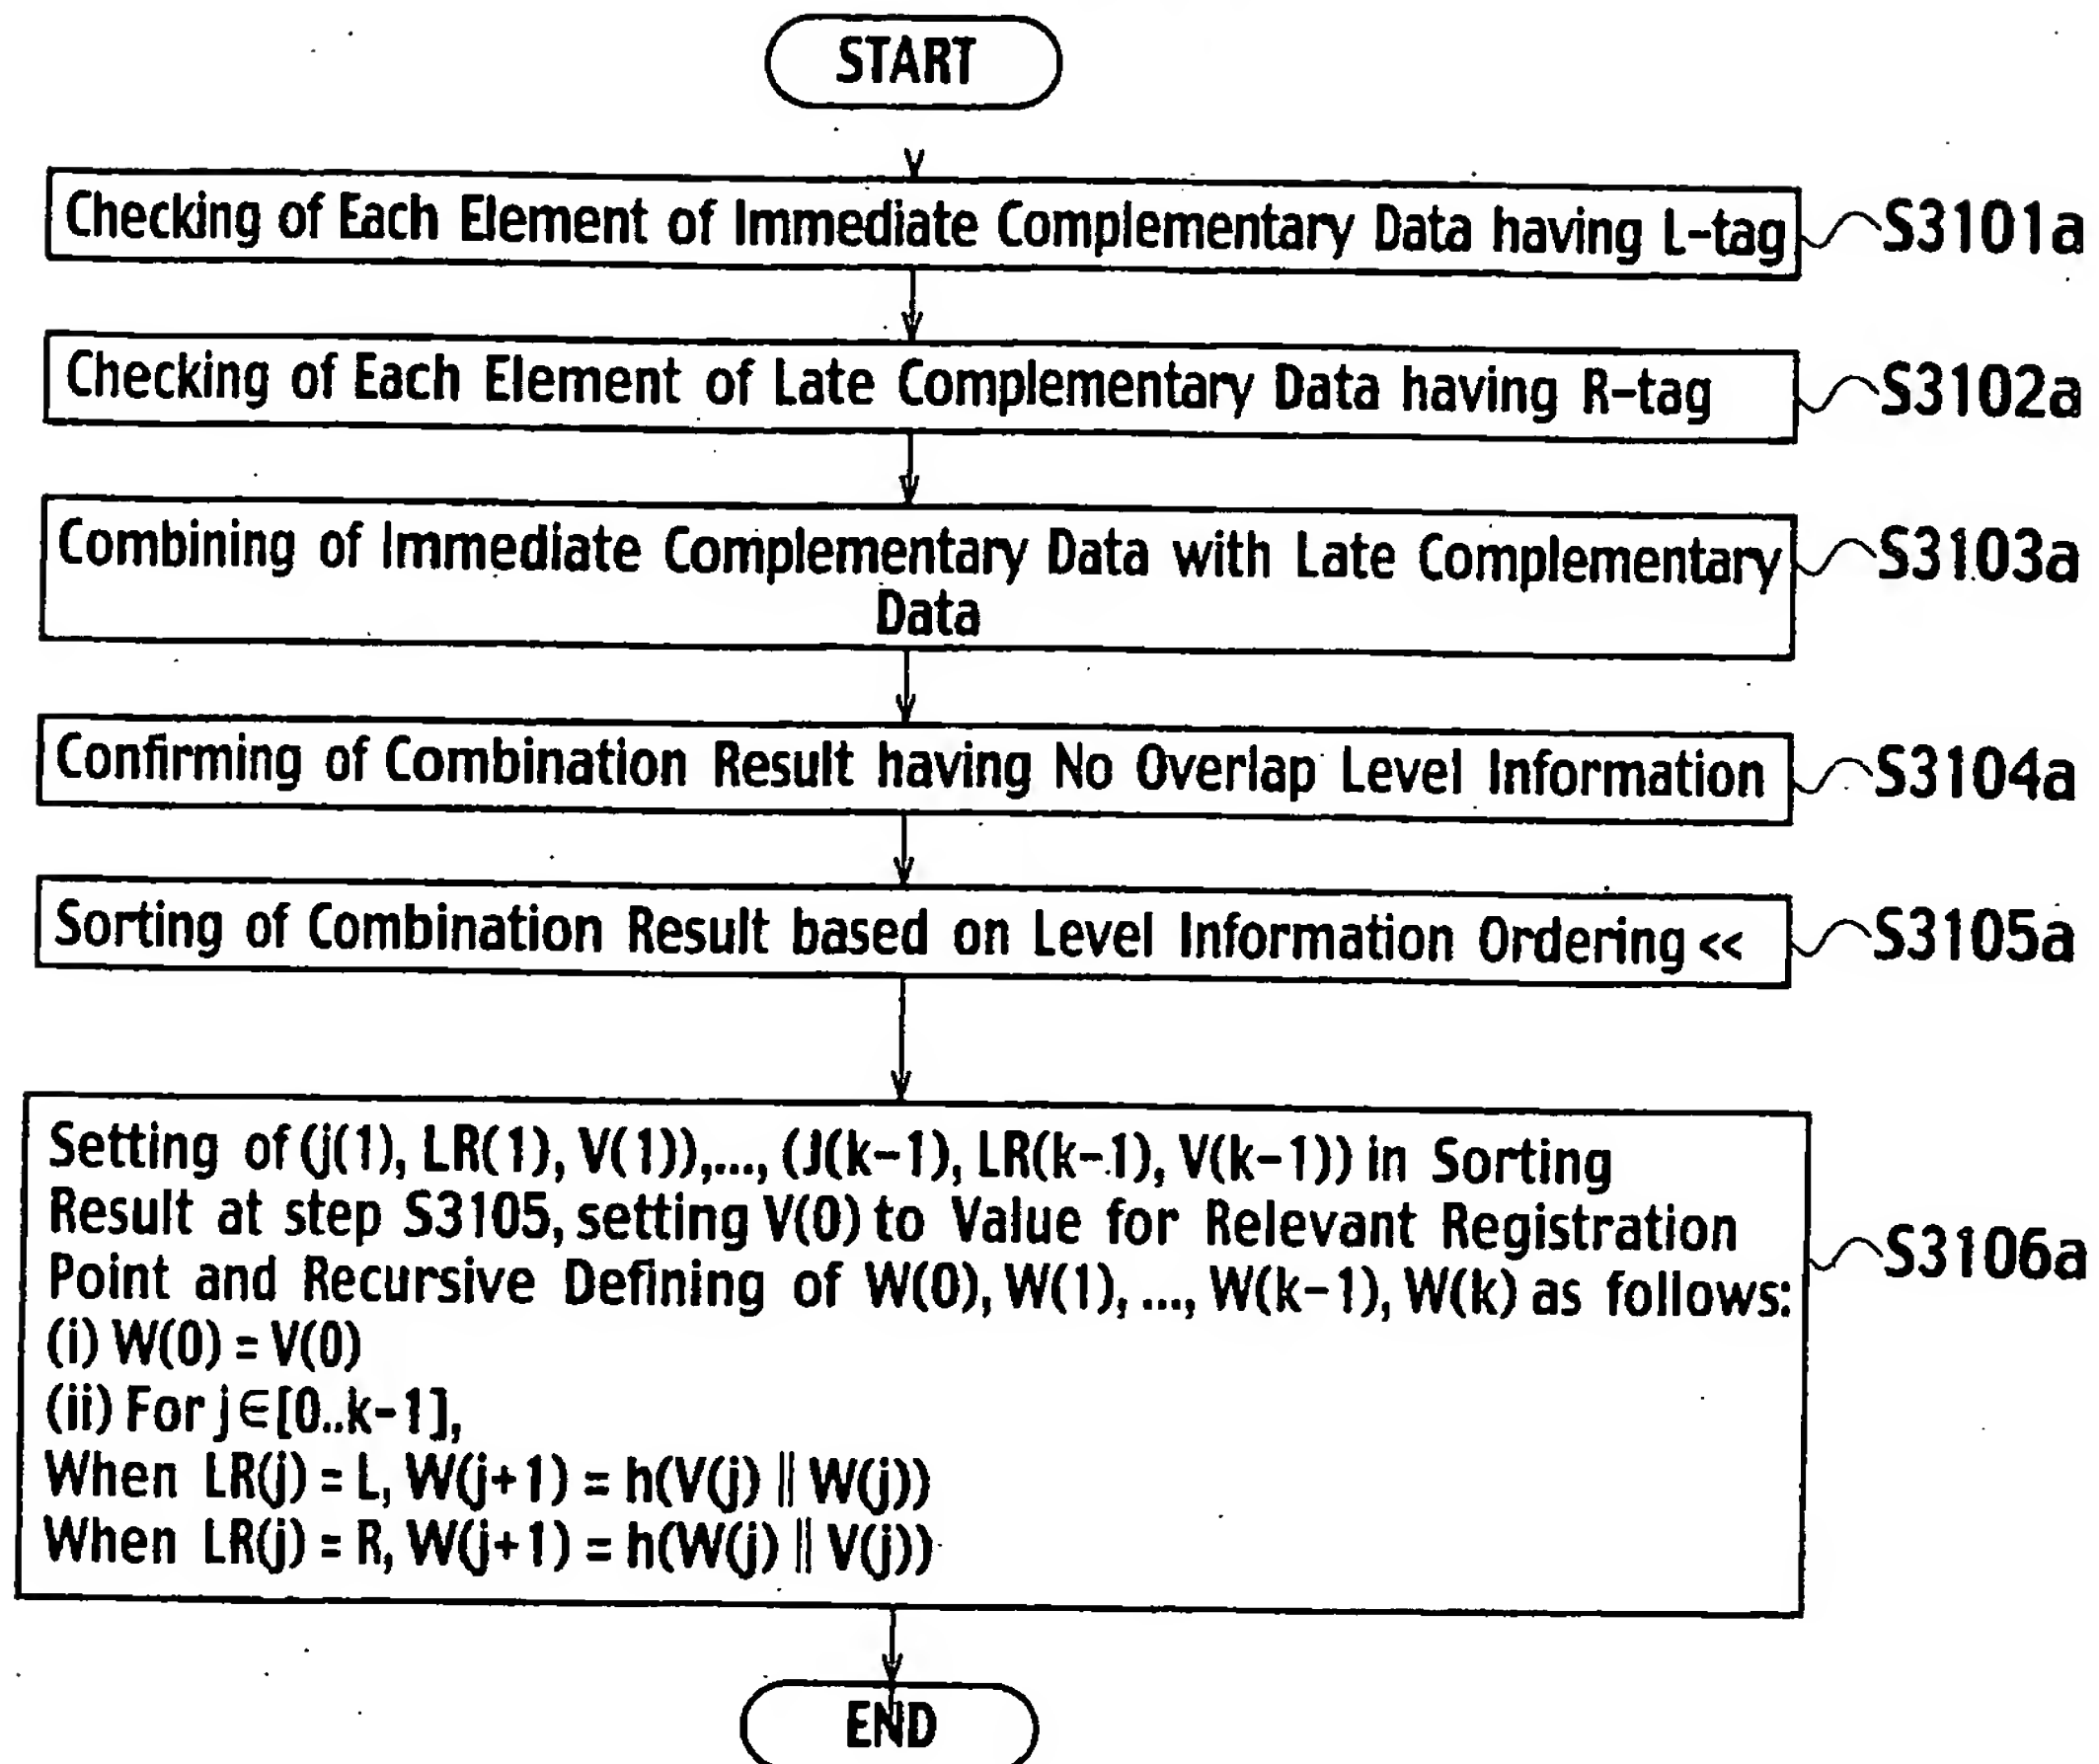 START
Checking of Each Element of Immediate Complementary Data having L-tag
S3101a
Checking of Each Element of Late Complementary Data having R-tag
S3102a
Combining of Immediate Complementary Data with Late Complementary
Data
S3103a
Confirming of Combination Result having No Overlap Level Information
S3104a
Sorting of Combination Result based on Level Information Ordering <<
S3105a
Setting of (j(1), LR(1), V(1)),..., (J(k-1), LR(k-1), V(k-1)) in Sorting
Result at step S3105, setting V(0) to Value for Relevant Registration
Point and Recursive Defining of W(0), W(1), ..., W(k-1), W(k) as follows:
(i) W(0) = V(0)
(ii) For j∈[0..k-1],
When LR(j) = L, W(j+1) = h(V(j) || W(j))
When LR(j) = R, W(j+1) = h(W(j) || V(j))
S3106a
END